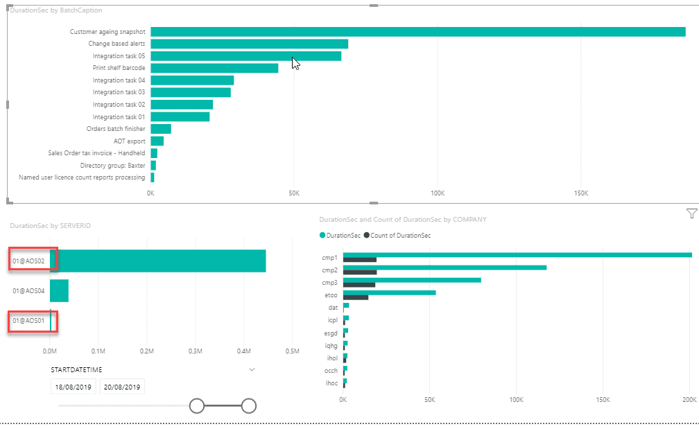 DurationSec by BatchCaption
Customer ageing snapshot
Change based alerts
Integration task 05
Print shelf barcode
Integration task 04
Integration task 03
Integration task 02
Integration task 01
Orders batch finisher
AOT export
Sales Order tax invoice - Handheld
Directory group: Baxter
Named user licence count reports processing
0K 50K 100K 150K
DurationSec by SERVERID
01@AOS02
01@AOS04
01@AOS01
0.0M 0.1M 0.2M 0.3M 0.4M 0.5M
STARTDATETIME
18/08/2019 20/08/2019
DurationSec and Count of DurationSec by COMPANY
DurationSec Count of DurationSec
cmp1
cmp2
cmp3
etoo
dat
icpl
esgd
iqhg
ihol
occh
ihoc
0K 50K 100K 150K 200K